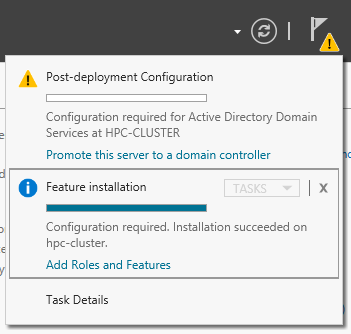 Post-deployment Configuration
Configuration required for Active Directory Domain
Services at HPC-CLUSTER
Promote this server to a domain controller
Feature installation
TASKS
X
Configuration required. Installation succeeded on
hpc-cluster.
Add Roles and Features
Task Details